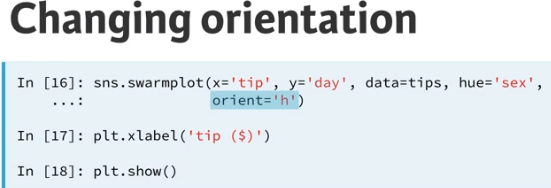 Changing orientation
In [16]: sns.swarmplot(x='tip', y='day', data=tips, hue='sex',
...: orient='h')
In [17]: plt.xlabel('tip ($)')
In [18]: plt.show()